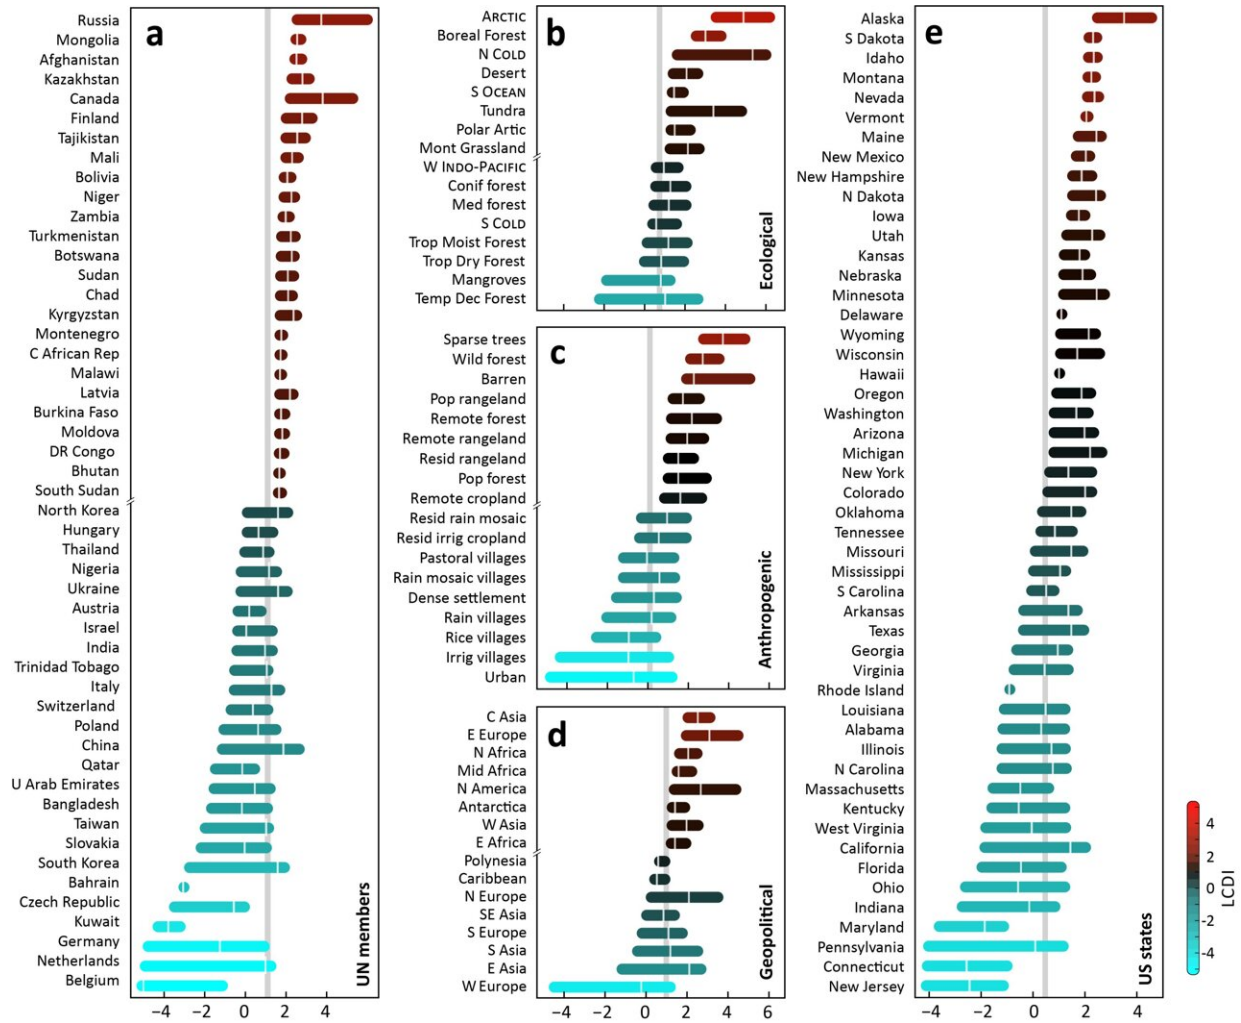 a
Russia
Mongolia
Afghanistan
Kazakhstan
Canada
Finland
Tajikistan
Mali
Bolivia
Niger
Zambia
Turkmenistan
Botswana
Sudan
Chad
Kyrgyzstan
Montenegro
C African Rep
Malawi
Latvia
Burkina Faso
Moldova
DR Congo
Bhutan
South Sudan
North Korea
Hungary
Thailand
Nigeria
Ukraine
Austria
Israel
India
Trinidad Tobago
Italy
Switzerland
Poland
China
Qatar
U Arab Emirates
Bangladesh
Taiwan
Slovakia
South Korea
Bahrain
Czech Republic
Kuwait
Germany
Netherlands
Belgium
UN members
−4 −2 0 2 4
b
ARCTIC
Boreal Forest
N COLD
Desert
S OCEAN
Tundra
Polar Artic
Mont Grassland
W INDO-PACIFIC
Conif forest
Med forest
S COLD
Trop Moist Forest
Trop Dry Forest
Mangroves
Temp Dec Forest
Ecological
c
Sparse trees
Wild forest
Barren
Pop rangeland
Remote forest
Remote rangeland
Resid rangeland
Pop forest
Remote cropland
Resid rain mosaic
Resid irrig cropland
Pastoral villages
Rain mosaic villages
Dense settlement
Rain villages
Rice villages
Irrig villages
Urban
Anthropogenic
d
C Asia
E Europe
N Africa
Mid Africa
N America
Antarctica
W Asia
E Africa
Polynesia
Caribbean
N Europe
SE Asia
S Europe
S Asia
E Asia
W Europe
Geopolitical
−4 −2 0 2 4 6
e
Alaska
S Dakota
Idaho
Montana
Nevada
Vermont
Maine
New Mexico
New Hampshire
N Dakota
Iowa
Utah
Kansas
Nebraska
Minnesota
Delaware
Wyoming
Wisconsin
Hawaii
Oregon
Washington
Arizona
Michigan
New York
Colorado
Oklahoma
Tennessee
Missouri
Mississippi
S Carolina
Arkansas
Texas
Georgia
Virginia
Rhode Island
Louisiana
Alabama
Illinois
N Carolina
Massachusetts
Kentucky
West Virginia
California
Florida
Ohio
Indiana
Maryland
Pennsylvania
Connecticut
New Jersey
US states
−4 −2 0 2 4
4
2
0
−2
−4
LCDI